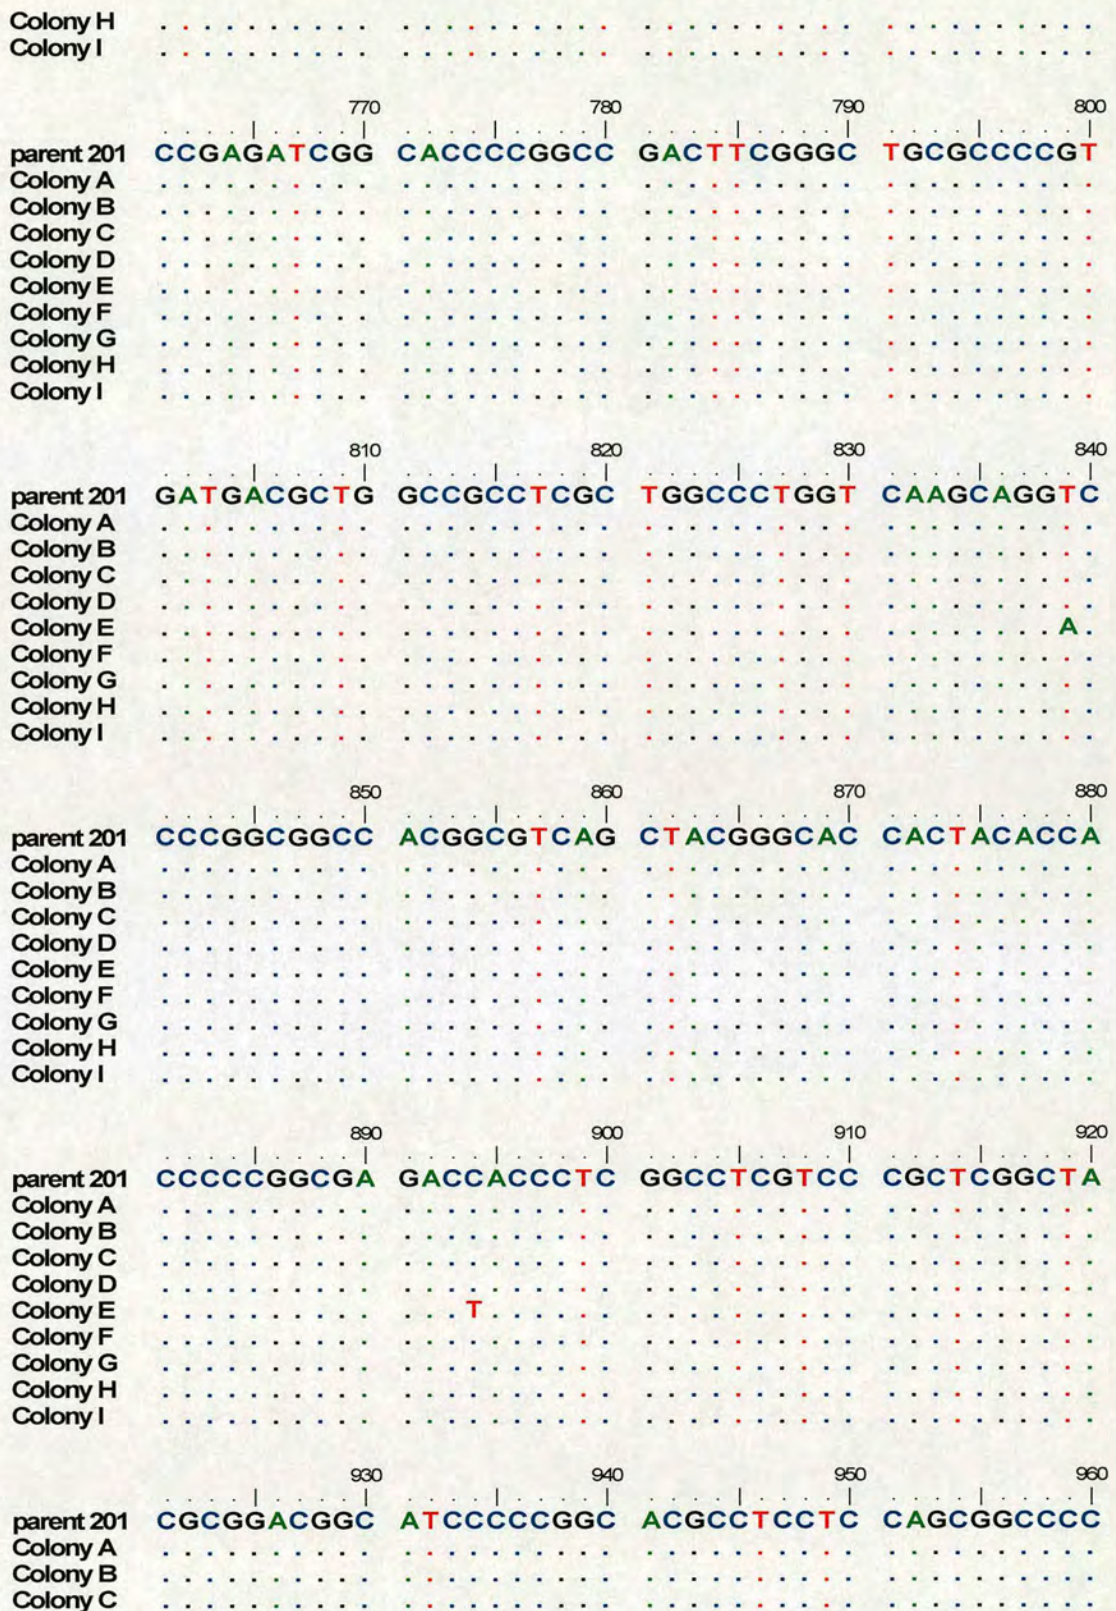 Colony H .......... .......... .......... ..........
Colony I .......... .......... .......... ..........
770 780 790 800
parent 201 CCGAGATCGG CACCCCGGCC GACTTCGGGC TGCGCCCCGT
Colony A .......... .......... .......... ..........
Colony B .......... .......... .......... ..........
Colony C .......... .......... .......... ..........
Colony D .......... .......... .......... ..........
Colony E .......... .......... .......... ..........
Colony F .......... .......... .......... ..........
Colony G .......... .......... .......... ..........
Colony H .......... .......... .......... ..........
Colony I .......... .......... .......... ..........
810 820 830 840
parent 201 GATGACGCTG GCCGCCTCGC TGGCCCTGGT CAAGCAGGTC
Colony A .......... .......... .......... ..........
Colony B .......... .......... .......... ..........
Colony C .......... .......... .......... ..........
Colony D .......... .......... .......... ..........
Colony E .......... .......... .......... ........A.
Colony F .......... .......... .......... ..........
Colony G .......... .......... .......... ..........
Colony H .......... .......... .......... ..........
Colony I .......... .......... .......... ..........
850 860 870 880
parent 201 CCCGGCGGCC ACGGCGTCAG CTACGGGCAC CACTACACCA
Colony A .......... .......... .......... ..........
Colony B .......... .......... .......... ..........
Colony C .......... .......... .......... ..........
Colony D .......... .......... .......... ..........
Colony E .......... .......... .......... ..........
Colony F .......... .......... .......... ..........
Colony G .......... .......... .......... ..........
Colony H .......... .......... .......... ..........
Colony I .......... .......... .......... ..........
890 900 910 920
parent 201 CCCCCGGCGA GACCACCCTC GGCCTCGTCC CGCTCGGCTA
Colony A .......... .......... .......... ..........
Colony B .......... .......... .......... ..........
Colony C .......... .......... .......... ..........
Colony D .......... .......... .......... ..........
Colony E .......... ...T...... .......... ..........
Colony F .......... .......... .......... ..........
Colony G .......... .......... .......... ..........
Colony H .......... .......... .......... ..........
Colony I .......... .......... .......... ..........
930 940 950 960
parent 201 CGCGGACGGC ATCCCCCGGC ACGCCTCCTC CAGCGGCCCC
Colony A .......... .......... .......... ..........
Colony B .......... .......... .......... ..........
Colony C .......... .......... .......... ..........